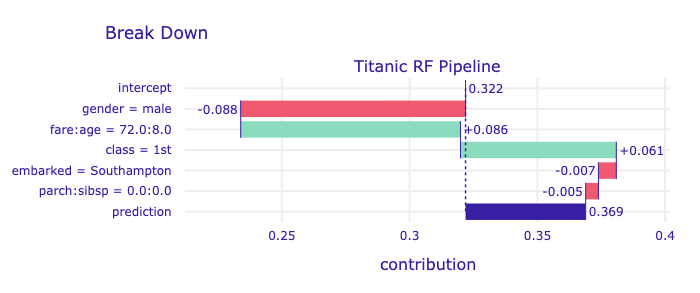 Break Down
Titanic RF Pipeline
intercept 0.322
gender = male -0.088
fare:age = 72.0:8.0 +0.086
class = 1st +0.061
embarked = Southampton -0.007
parch:sibsp = 0.0:0.0 -0.005
prediction 0.369
0.25 0.3 0.35 0.4
contribution